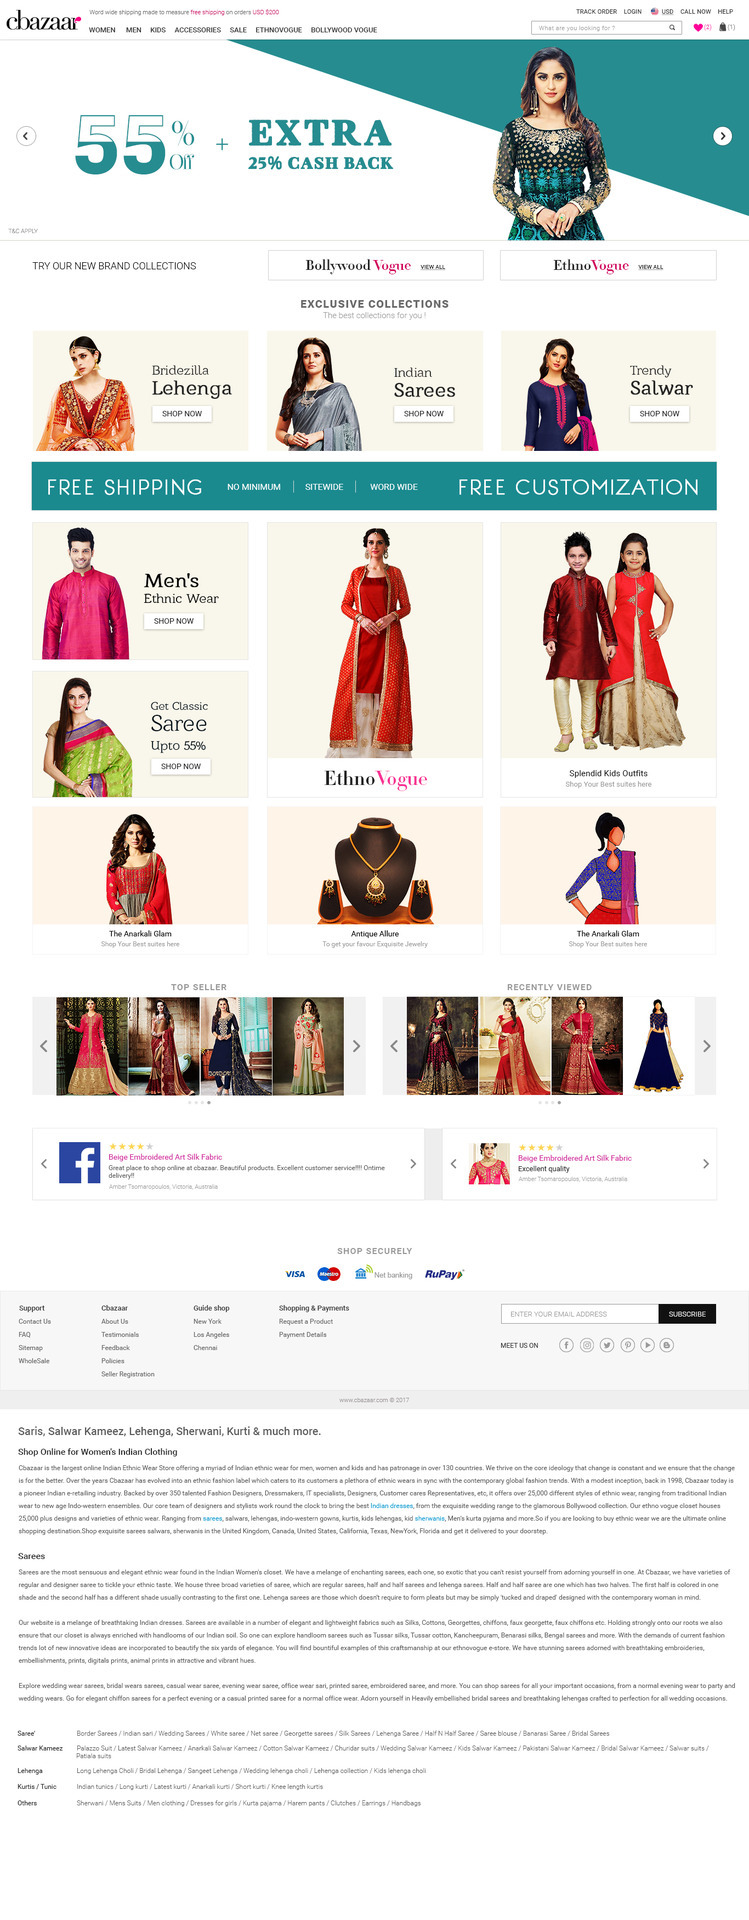 cbazaar
Word wide shipping made to measure free shipping on orders USD $200
TRACK ORDER LOGIN USD CALL NOW HELP
WOMEN MEN KIDS ACCESSORIES SALE ETHNOVOGUE BOLLYWOOD VOGUE
What are you looking for ?
(2) (1)
55% Off + EXTRA
25% CASH BACK
T&C APPLY
TRY OUR NEW BRAND COLLECTIONS
Bollywood Vogue VIEW ALL
EthnoVogue VIEW ALL
EXCLUSIVE COLLECTIONS
The best collections for you !
Bridezilla
Lehenga
SHOP NOW
Indian
Sarees
SHOP NOW
Trendy
Salwar
SHOP NOW
FREE SHIPPING NO MINIMUM | SITEWIDE | WORD WIDE FREE CUSTOMIZATION
Men's
Ethnic Wear
SHOP NOW
Get Classic
Saree
Upto 55%
SHOP NOW
EthnoVogue
Splendid Kids Outfits
Shop Your Best suites here
The Anarkali Glam
Shop Your Best suites here
Antique Allure
To get your favour Exquisite Jewelry
The Anarkali Glam
Shop Your Best suites here
TOP SELLER
RECENTLY VIEWED
Beige Embroidered Art Silk Fabric
Great place to shop online at cbazaar. Beautiful products. Excellent customer service!!!! Ontime
delivery!!
Amber Tsomaropoulos, Victoria, Australia
Beige Embroidered Art Silk Fabric
Excellent quality
Amber Tsomaropoulos, Victoria, Australia
SHOP SECURELY
VISA Maestro Net banking RuPay
Support
Contact Us
FAQ
Sitemap
WholeSale
Cbazaar
About Us
Testimonials
Feedback
Policies
Seller Registration
Guide shop
New York
Los Angeles
Chennai
Shopping & Payments
Request a Product
Payment Details
ENTER YOUR EMAIL ADDRESS SUBSCRIBE
MEET US ON
www.cbazaar.com © 2017
Saris, Salwar Kameez, Lehenga, Sherwani, Kurti & much more.
Shop Online for Women's Indian Clothing
Cbazaar is the largest online Indian Ethnic Wear Store offering a myriad of Indian ethnic wear for men, women and kids and has patronage in over 130 countries. We thrive on the core ideology that change is constant and we ensure that the change
is for the better. Over the years Cbazaar has evolved into an ethnic fashion label which caters to its customers a plethora of ethnic wears in sync with the contemporary global fashion trends. With a modest inception, back in 1998, Cbazaar today is
a pioneer Indian e-retailing industry. Backed by over 350 talented Fashion Designers, Dressmakers, IT specialists, Designers, Customer cares Representatives, etc, it offers over 25,000 different styles of ethnic wear, ranging from traditional Indian
wear to new age Indo-western ensembles. Our core team of designers and stylists work round the clock to bring the best Indian dresses, from the exquisite wedding range to the glamorous Bollywood collection. Our ethno vogue closet houses
25,000 plus designs and varieties of ethnic wear. Ranging from sarees, salwars, lehengas, indo-western gowns, kurtis, kids lehengas, kid sherwanis, Men's kurta pyjama and more.So if you are looking to buy ethnic wear we are the ultimate online
shopping destination.Shop exquisite sarees salwars, sherwanis in the United Kingdom, Canada, United States, California, Texas, NewYork, Florida and get it delivered to your doorstep.
Sarees
Sarees are the most sensuous and elegant ethnic wear found in the Indian Women's closet. We have a melange of enchanting sarees, each one, so exotic that you can't resist yourself from adorning yourself in one. At Cbazaar, we have varieties of
regular and designer saree to tickle your ethnic taste. We house three broad varieties of saree, which are regular sarees, half and half sarees and lehenga sarees. Half and half saree are one which has two halves. The first half is colored in one
shade and the second half has a different shade usually contrasting to the first one. Lehenga sarees are those which doesn't require to form pleats but may be simply 'tucked and draped' designed with the contemporary woman in mind.
Our website is a melange of breathtaking Indian dresses. Sarees are available in a number of elegant and lightweight fabrics such as Silks, Cottons, Georgettes, chiffons, faux georgette, faux chiffons etc. Holding strongly onto our roots we also
ensure that our closet is always enriched with handlooms of our Indian soil. So one can explore handloom sarees such as Tussar silks, Tussar cotton, Kancheepuram, Benarasi silks, Bengal sarees and more. With the demands of current fashion
trends lot of new innovative ideas are incorporated to beautify the six yards of elegance. You will find bountiful examples of this craftsmanship at our ethnovogue e-store. We have stunning sarees adorned with breathtaking embroideries,
embellishments, prints, digitals prints, animal prints in attractive and vibrant hues.
Explore wedding wear sarees, bridal wears sarees, casual wear saree, evening wear saree, office wear sari, printed saree, embroidered saree, and more. You can shop sarees for all your important occasions, from a normal evening wear to party and
wedding wears. Go for elegant chiffon sarees for a perfect evening or a casual printed saree for a normal office wear. Adorn yourself in Heavily embellished bridal sarees and breathtaking lehengas crafted to perfection for all wedding occasions.
Saree' Border Sarees / Indian sari / Wedding Sarees / White saree / Net saree / Georgette sarees / Silk Sarees / Lehenga Saree / Half N Half Saree / Saree blouse / Banarasi Saree / Bridal Sarees
Salwar Kameez Palazzo Suit / Latest Salwar Kameez / Anarkali Salwar Kameez / Cotton Salwar Kameez / Churidar suits / Wedding Salwar Kameez / Kids Salwar Kameez / Pakistani Salwar Kameez / Bridal Salwar Kameez / Salwar suits /
Patiala suits
Lehenga Long Lehenga Choli / Bridal Lehenga / Sangeet Lehenga / Wedding lehenga choli / Lehenga collection / Kids lehenga choli
Kurtis / Tunic Indian tunics / Long kurti / Latest kurti / Anarkali kurti / Short kurti / Knee length kurtis
Others Sherwani / Mens Suits / Men clothing / Dresses for girls / Kurta pajama / Harem pants / Clutches / Earrings / Handbags